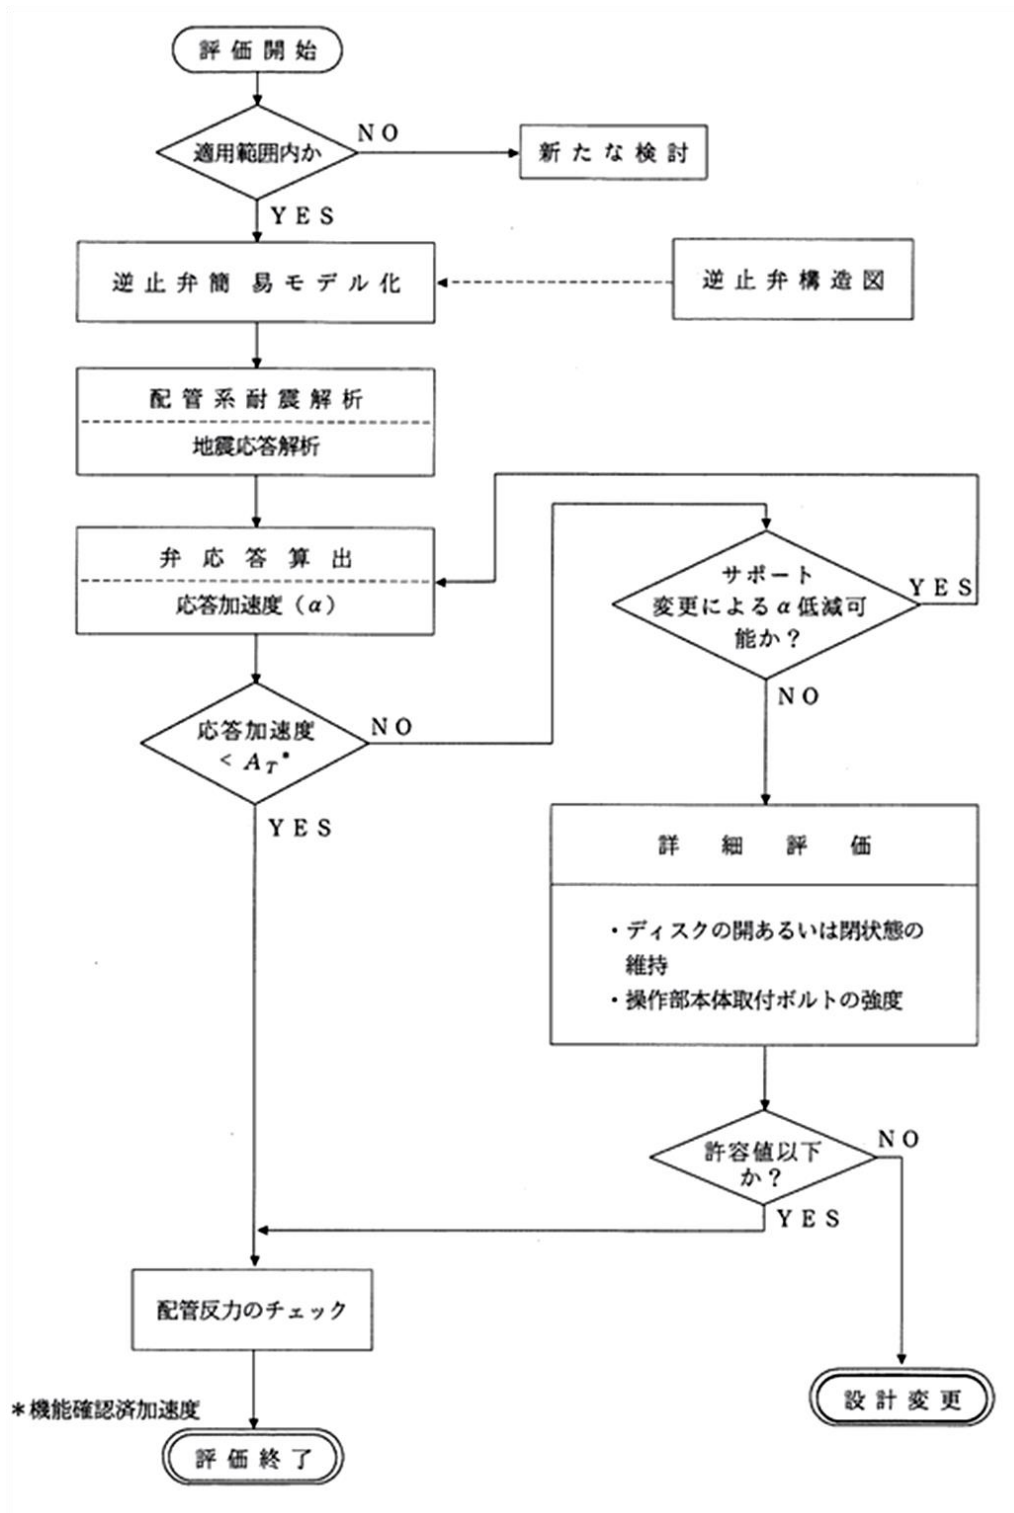 評価開始
適用範囲内か
NO
新たな検討
YES
逆止弁簡易モデル化
逆止弁構造図
配管系耐震解析
地震応答解析
弁応答算出
応答加速度（α）
サポート
変更によるα低減可
能か？
YES
NO
応答加速度
< AT*
NO
YES
詳細評価
・ディスクの開あるいは閉状態の
維持
・操作部本体取付ボルトの強度
許容値以下
か？
NO
YES
配管反力のチェック
設計変更
*機能確認済加速度
評価終了